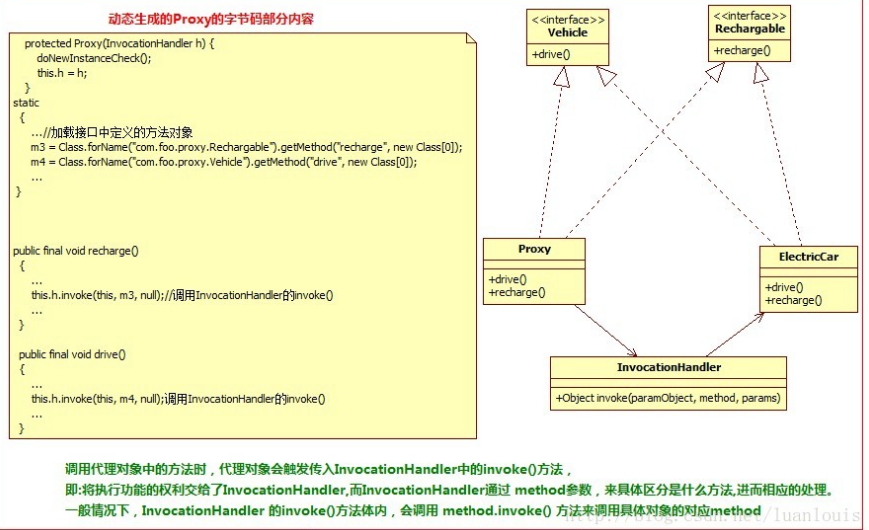 动态生成的Proxy的字节码部分内容
protected Proxy(InvocationHandler h) {
doNewInstanceCheck();
this.h = h;
}
static
{
...//加载接口中定义的方法对象
m3 = Class.forName("com.foo.proxy.Rechargable").getMethod("recharge", new Class[0]);
m4 = Class.forName("com.foo.proxy.Vehicle").getMethod("drive", new Class[0]);
...
}
public final void recharge()
{
...
this.h.invoke(this, m3, null);//调用InvocationHandler的invoke()
...
}
public final void drive()
{
...
this.h.invoke(this, m4, null);调用InvocationHandler的invoke()
...
}
<<interface>>
Vehicle
+drive()
<<interface>>
Rechargable
+recharge()
Proxy
+drive()
+recharge()
ElectricCar
+drive()
+recharge()
InvocationHandler
+Object invoke(paramObject, method, params)
调用代理对象中的方法时，代理对象会触发传入InvocationHandler中的invoke()方法，
即:将执行功能的权利交给了InvocationHandler,而InvocationHandler通过 method参数，来具体区分是什么方法,进而相应的处理。
一般情况下，InvocationHandler 的invoke()方法体内，会调用 method.invoke() 方法来调用具体对象的对应method
http://blog.csdn.net/luanlouis